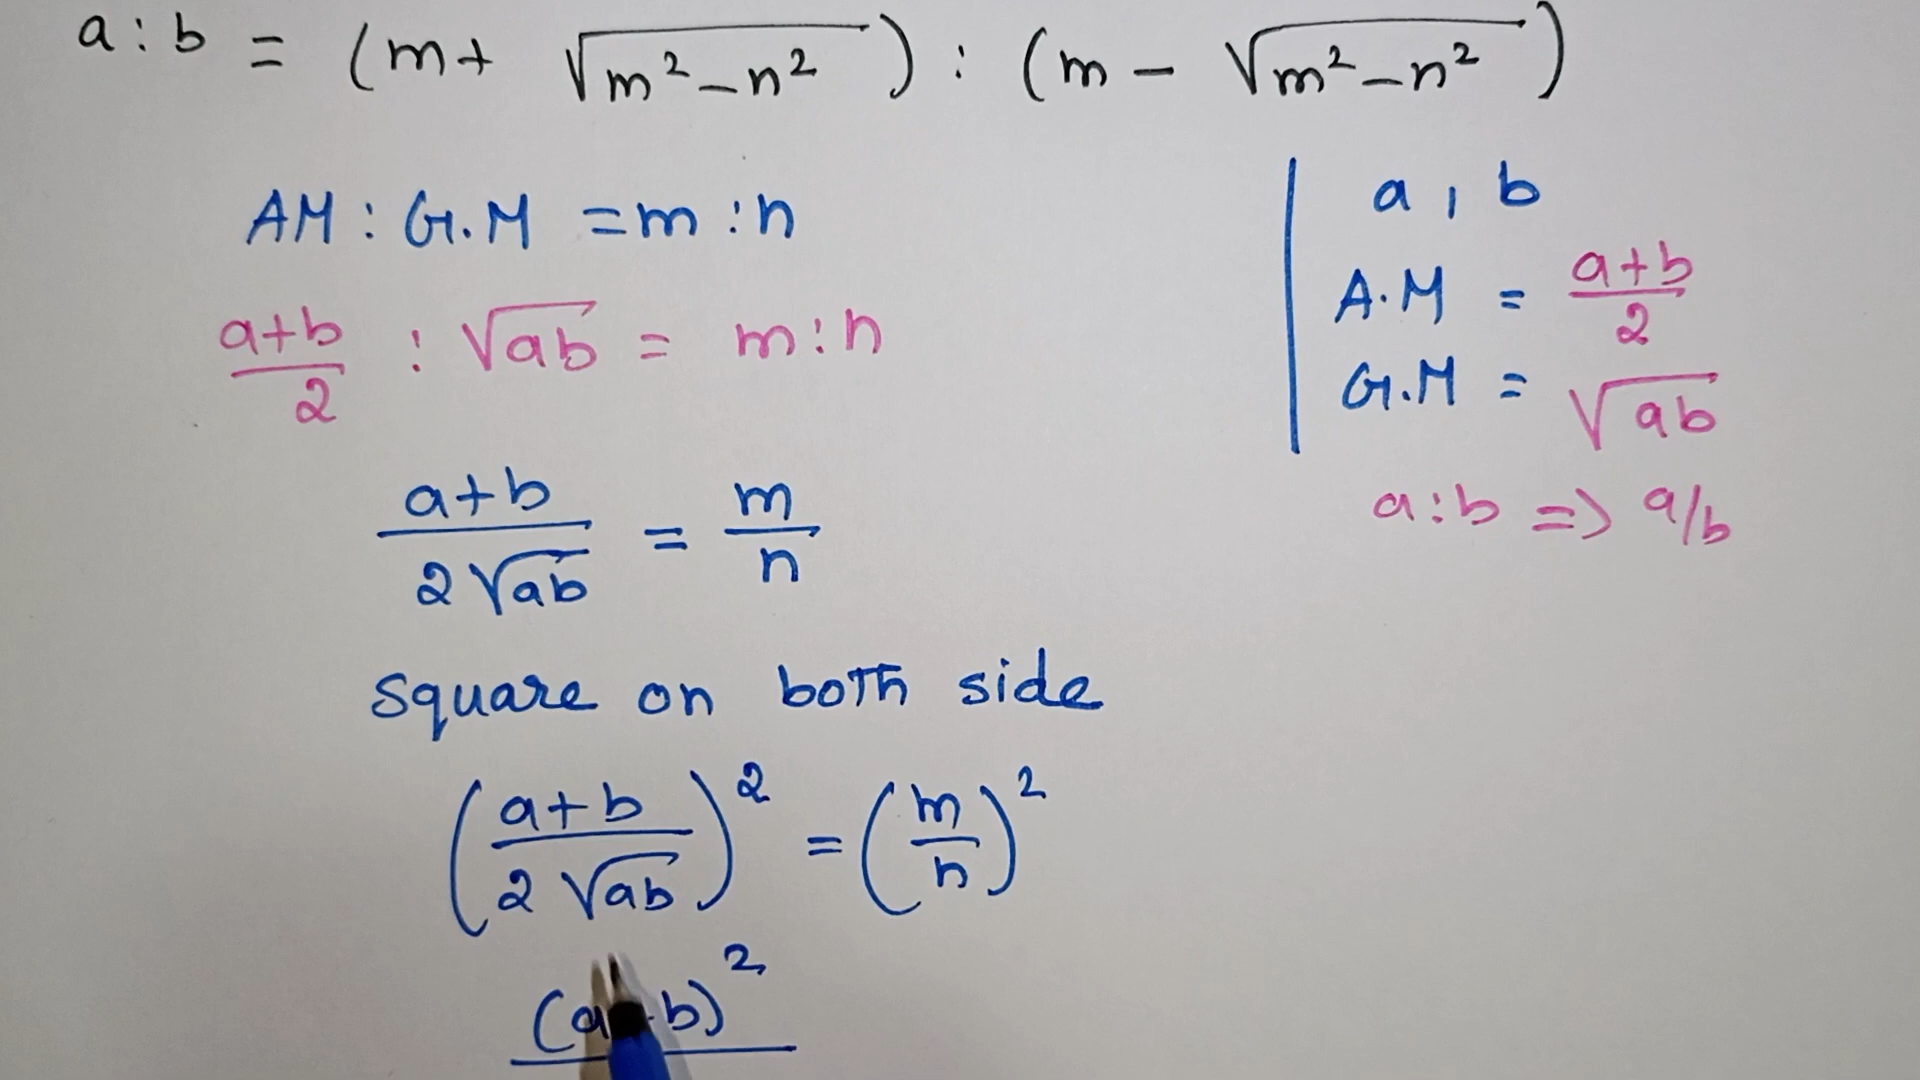 a : b = (m + √(m² - n²)) : (m - √(m² - n²))
AM : G.M = m : n
(a+b)/2 : √ab = m : n
(a+b)/(2√ab) = m/n
square on both side
((a+b)/(2√ab))² = (m/n)²
(a b)²
a , b
A.M = (a+b)/2
G.M = √ab
a : b => a/b